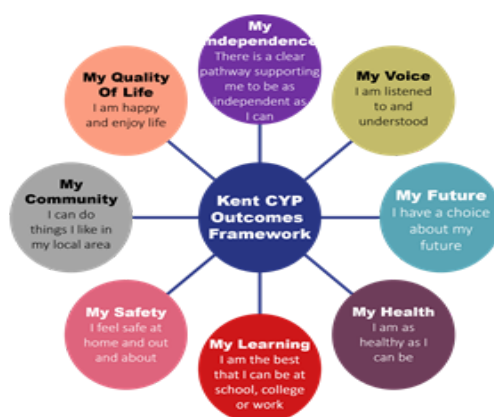 My
Independence
There is a clear
pathway supporting
me to be as
independent as
I can
My Voice
I am listened
to and
understood
My Future
I have a choice
about my
future
My Health
I am as
healthy as I
can be
My Learning
I am the best
that I can be at
school, college
or work
My Safety
I feel safe at
home and out
and about
My
Community
I can do
things I like in
my local area
My Quality
Of Life
I am happy
and enjoy life
Kent CYP
Outcomes
Framework